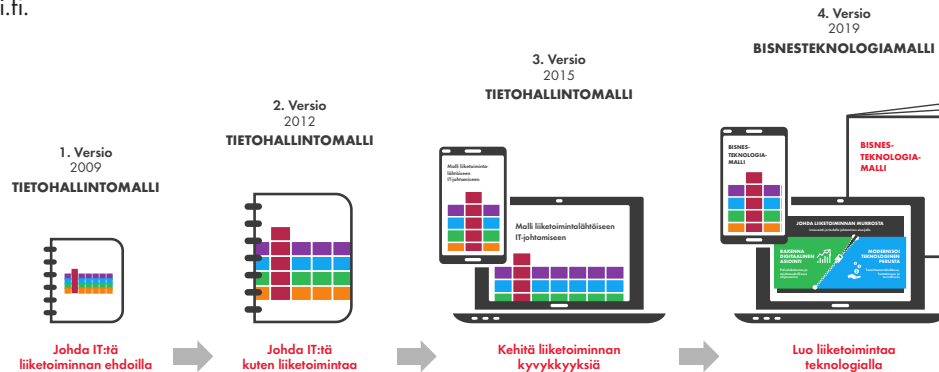 i.fi.
1. Versio
2009
TIETOHALLINTOMALLI
Johda IT:tä
liiketoiminnan ehdoilla
2. Versio
2012
TIETOHALLINTOMALLI
Johda IT:tä
kuten liiketoimintaa
3. Versio
2015
TIETOHALLINTOMALLI
Malli liiketoiminta
lähtöiseen
IT-johtamiseen
Malli liiketoimintalähtöiseen
IT-johtamiseen
Kehitä liiketoiminnan
kyvykkyyksiä
4. Versio
2019
BISNESTEKNOLOGIAMALLI
BISNES-
TEKNOLOGIA-
MALLI
BISNES-
TEKNOLOGIA-
MALLI
JOHDA LIIKETOIMINNAN MURROSTA
RAKENNA
DIGITAALINEN
ASIOINTI
MODERNISOI
TEKNOLOGINEN
PERUSTA
Luo liiketoimintaa
teknologialla